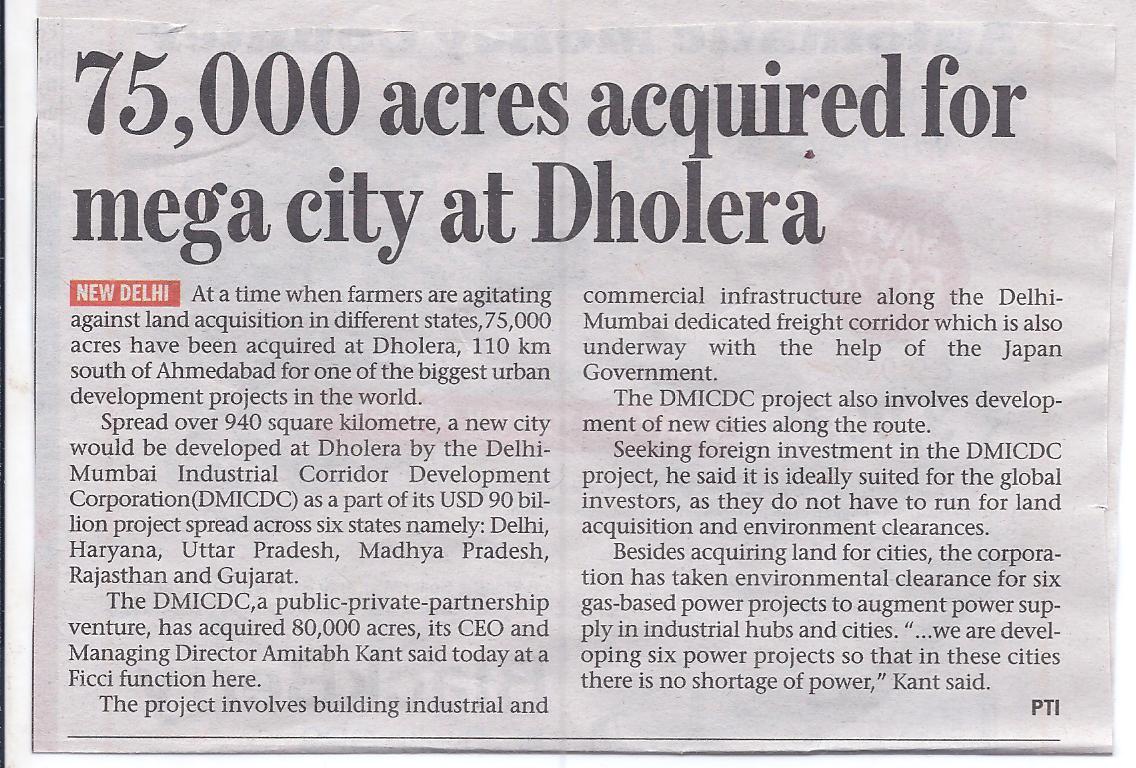 75,000 acres acquired for
mega city at Dholera
NEW DELHI At a time when farmers are agitating
against land acquisition in different states,75,000
acres have been acquired at Dholera, 110 km
south of Ahmedabad for one of the biggest urban
development projects in the world.
Spread over 940 square kilometre, a new city
would be developed at Dholera by the Delhi-
Mumbai Industrial Corridor Development
Corporation(DMICDC) as a part of its USD 90 bil-
lion project spread across six states namely: Delhi,
Haryana, Uttar Pradesh, Madhya Pradesh,
Rajasthan and Gujarat.
The DMICDC,a public-private-partnership
venture, has acquired 80,000 acres, its CEO and
Managing Director Amitabh Kant said today at a
Ficci function here.
The project involves building industrial and
commercial infrastructure along the Delhi-
Mumbai dedicated freight corridor which is also
underway with the help of the Japan
Government.
The DMICDC project also involves develop-
ment of new cities along the route.
Seeking foreign investment in the DMICDC
project, he said it is ideally suited for the global
investors, as they do not have to run for land
acquisition and environment clearances.
Besides acquiring land for cities, the corpora-
tion has taken environmental clearance for six
gas-based power projects to augment power sup-
ply in industrial hubs and cities. “...we are devel-
oping six power projects so that in these cities
there is no shortage of power,” Kant said.
PTI